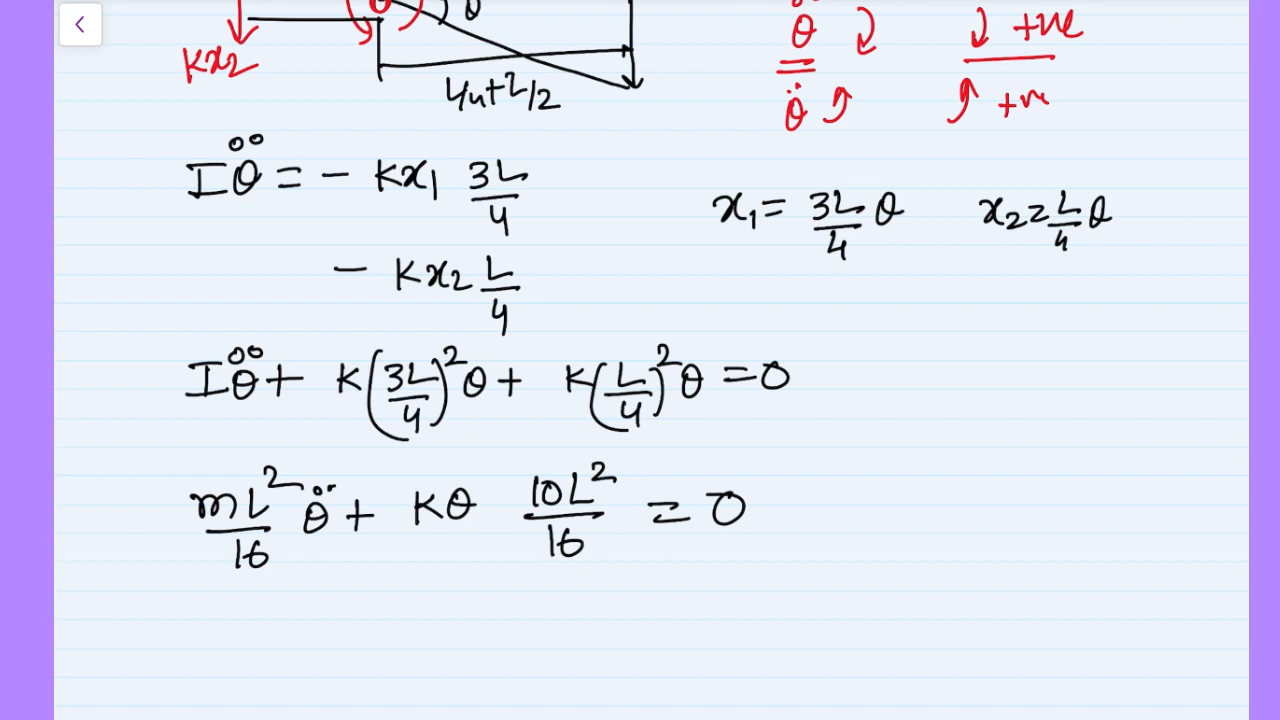 Kx2
θ
4u+L/2
θ̈ ⤵ ⤵ +ve
θ̈ ⤴ ⤴ +ve
Iθ̈ = - Kx1 3L/4
x1 = 3L/4 θ x2 = L/4 θ
- Kx2 L/4
Iθ̈ + K(3L/4)²θ + K(L/4)²θ = 0
mL²/16 θ̈ + Kθ 10L²/16 = 0